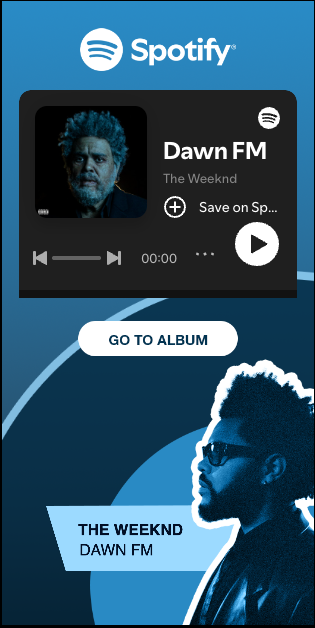 Spotify®
Dawn FM
The Weeknd
Save on Sp...
00:00
GO TO ALBUM
THE WEEKND
DAWN FM